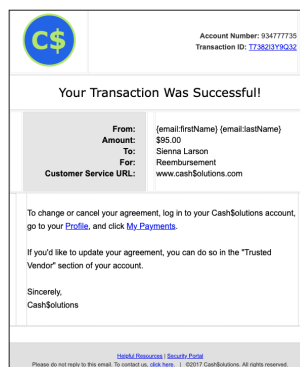 C$
Account Number: 934777735
Transaction ID: T7382I3Y9Q32
Your Transaction Was Successful!
From: {email:firstName} {email:lastName}
Amount: $95.00
To: Sienna Larson
For: Reembursement
Customer Service URL: www.cash$olutions.com
To change or cancel your agreement, log in to your Cash$olutions account,
go to your Profile, and click My Payments.
If you'd like to update your agreement, you can do so in the "Trusted
Vendor" section of your account.
Sincerely,
Cash$olutions
Helpful Resources | Security Portal
Please do not reply to this email. To contact us, click here. | ©2017 Cash$olutions. All rights reserved.